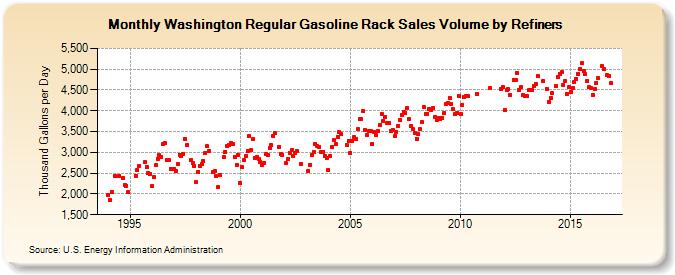 Monthly Washington Regular Gasoline Rack Sales Volume by Refiners
Thousand Gallons per Day
5,500
5,000
4,500
4,000
3,500
3,000
2,500
2,000
1,500
1995 2000 2005 2010 2015
Source: U.S. Energy Information Administration